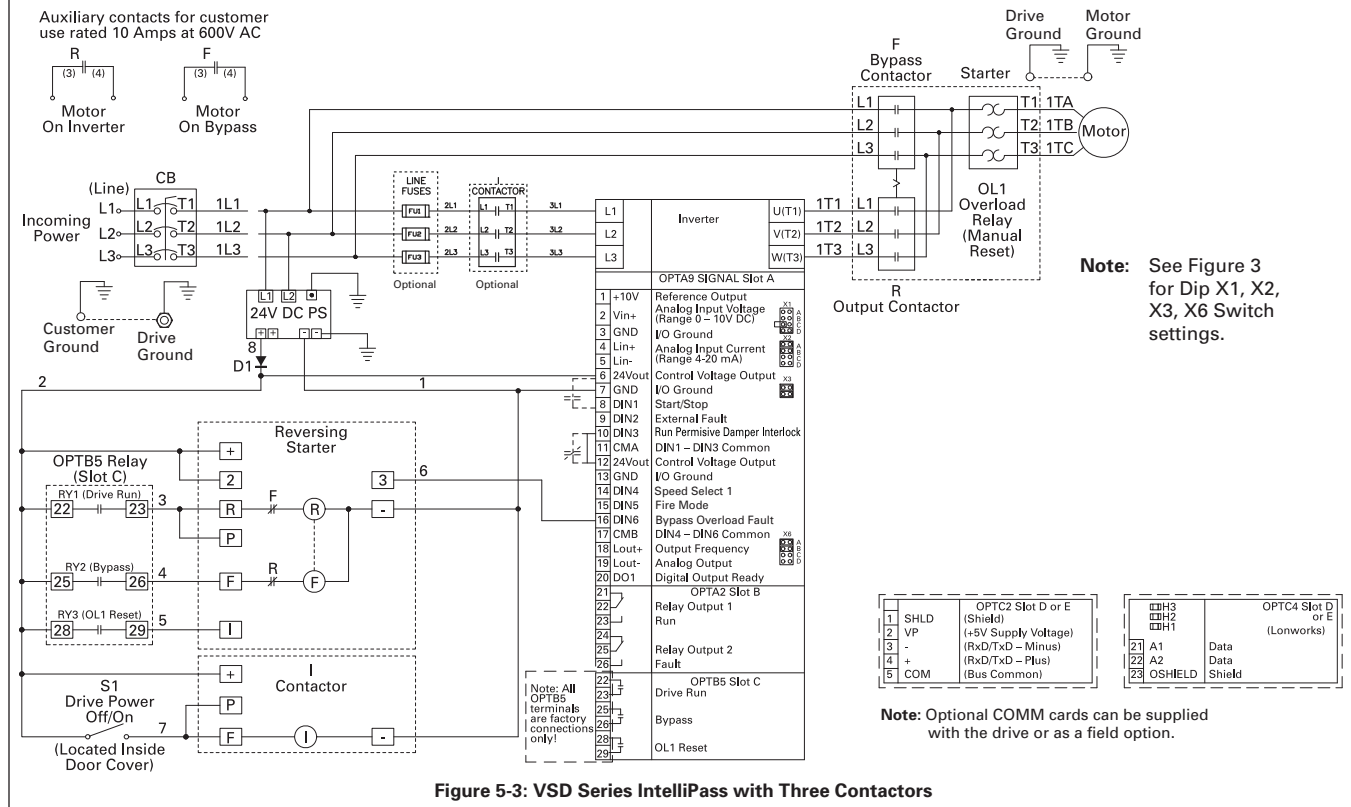 Auxiliary contacts for customer
use rated 10 Amps at 600V AC
R
(3) (4)
Motor
On Inverter
F
(3) (4)
Motor
On Bypass
Drive
Ground
Motor
Ground
F
Bypass
Contactor
Starter
L1
L2
L3
T1 1TA
T2 1TB
T3 1TC
Motor
OL1
Overload
Relay
(Manual
Reset)
CB
(Line)
Incoming
Power
L1 L1 T1 1L1
L2 L2 T2 1L2
L3 L3 T3 1L3
LINE
FUSES
FU1
FU2
FU3
Optional
2L1
2L2
2L3
I
CONTACTOR
L1 T1
L2 T2
L3 T3
Optional
3L1
3L2
3L3
L1
L2
L3
Inverter
U(T1)
V(T2)
W(T3)
1T1 L1
1T2 L2
1T3 L3
R
Output Contactor
Note: See Figure 3
for Dip X1, X2,
X3, X6 Switch
settings.
Customer
Ground
Drive
Ground
L1 L2
24V DC PS
+ + - -
8
D1
2
1
OPTA9 SIGNAL Slot A
1 +10V Reference Output
2 Vin+ Analog Input Voltage
(Range 0 – 10V DC)
3 GND I/O Ground
4 Lin+ Analog Input Current
5 Lin- (Range 4-20 mA)
6 24Vout Control Voltage Output
7 GND I/O Ground
8 DIN1 Start/Stop
9 DIN2 External Fault
10 DIN3 Run Permisive Damper Interlock
11 CMA DIN1 – DIN3 Common
12 24Vout Control Voltage Output
13 GND I/O Ground
14 DIN4 Speed Select 1
15 DIN5 Fire Mode
16 DIN6 Bypass Overload Fault
17 CMB DIN4 – DIN6 Common
18 Lout+ Output Frequency
19 Lout- Analog Output
20 DO1 Digital Output Ready
X1
A
B
C
D
X2
A
B
C
D
X3
X6
A
B
C
D
OPTA2 Slot B
21
22 Relay Output 1
23 Run
24
25 Relay Output 2
26 Fault
OPTB5 Slot C
22
23 Drive Run
25
26 Bypass
28
29 OL1 Reset
Note: All
OPTB5
terminals
are factory
connections
only!
Reversing
Starter
+
2
R F R
P
F R F
I
3 6
-
OPTB5 Relay
(Slot C)
RY1 (Drive Run)
22 23 3
RY2 (Bypass)
25 26 4
RY3 (OL1 Reset)
28 29 5
I
Contactor
+
P
F I -
S1
Drive Power
Off/On
7
(Located Inside
Door Cover)
OPTC2 Slot D or E
1 SHLD (Shield)
2 VP (+5V Supply Voltage)
3 - (RxD/TxD – Minus)
4 + (RxD/TxD – Plus)
5 COM (Bus Common)
H3
H2
H1
OPTC4 Slot D
or E
(Lonworks)
21 A1 Data
22 A2 Data
23 OSHIELD Shield
Note: Optional COMM cards can be supplied
with the drive or as a field option.
Figure 5-3: VSD Series IntelliPass with Three Contactors